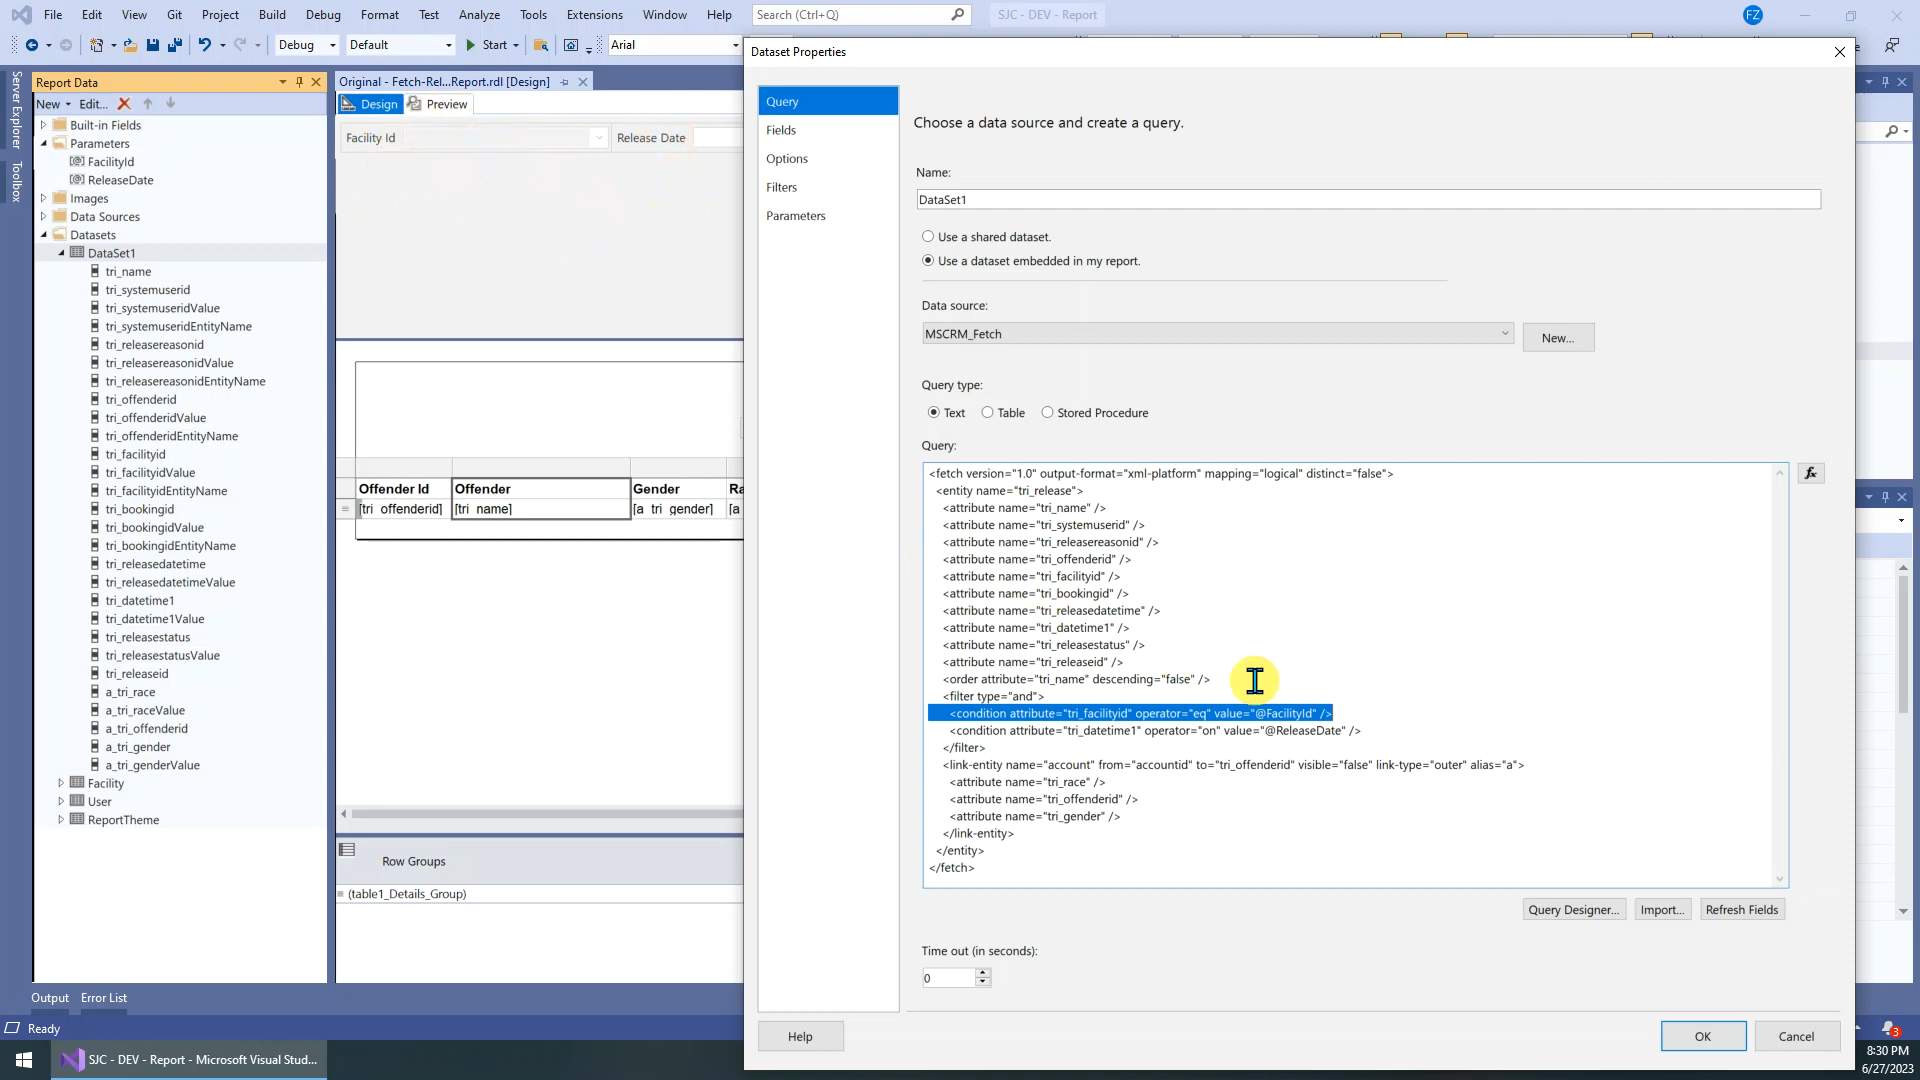 File Edit View Git Project Build Debug Format Test Analyze Tools Extensions Window Help Search (Ctrl+Q) SJC - DEV - Report FZ
Debug Default Start Arial
Dataset Properties
Server Explorer
Toolbox
Report Data
New Edit...
Built-in Fields
Parameters
FacilityId
ReleaseDate
Images
Data Sources
Datasets
DataSet1
tri_name
tri_systemuserid
tri_systemuseridValue
tri_systemuseridEntityName
tri_releasereasonid
tri_releasereasonidValue
tri_releasereasonidEntityName
tri_offenderid
tri_offenderidValue
tri_offenderidEntityName
tri_facilityid
tri_facilityidValue
tri_facilityidEntityName
tri_bookingid
tri_bookingidValue
tri_bookingidEntityName
tri_releasedatetime
tri_releasedatetimeValue
tri_datetime1
tri_datetime1Value
tri_releasestatus
tri_releasestatusValue
tri_releaseid
a_tri_race
a_tri_raceValue
a_tri_offenderid
a_tri_gender
a_tri_genderValue
Facility
User
ReportTheme
Original - Fetch-Rel...Report.rdl [Design]
Design Preview
Facility Id Release Date
Offender Id Offender Gender Ra
[tri_offenderid] [tri_name] [a_tri_gender] [a
Row Groups
(table1_Details_Group)
Query
Fields
Options
Filters
Parameters
Choose a data source and create a query.
Name:
DataSet1
Use a shared dataset.
Use a dataset embedded in my report.
Data source:
MSCRM_Fetch New...
Query type:
Text Table Stored Procedure
Query:
<fetch version="1.0" output-format="xml-platform" mapping="logical" distinct="false">
<entity name="tri_release">
<attribute name="tri_name" />
<attribute name="tri_systemuserid" />
<attribute name="tri_releasereasonid" />
<attribute name="tri_offenderid" />
<attribute name="tri_facilityid" />
<attribute name="tri_bookingid" />
<attribute name="tri_releasedatetime" />
<attribute name="tri_datetime1" />
<attribute name="tri_releasestatus" />
<attribute name="tri_releaseid" />
<order attribute="tri_name" descending="false" />
<filter type="and">
<condition attribute="tri_facilityid" operator="eq" value="@FacilityId" />
<condition attribute="tri_datetime1" operator="on" value="@ReleaseDate" />
</filter>
<link-entity name="account" from="accountid" to="tri_offenderid" visible="false" link-type="outer" alias="a">
<attribute name="tri_race" />
<attribute name="tri_offenderid" />
<attribute name="tri_gender" />
</link-entity>
</entity>
</fetch>
fx
Query Designer... Import... Refresh Fields
Time out (in seconds):
0
Help OK Cancel
Output Error List
Ready
3
SJC - DEV - Report - Microsoft Visual Stud...
8:30 PM
6/27/2023